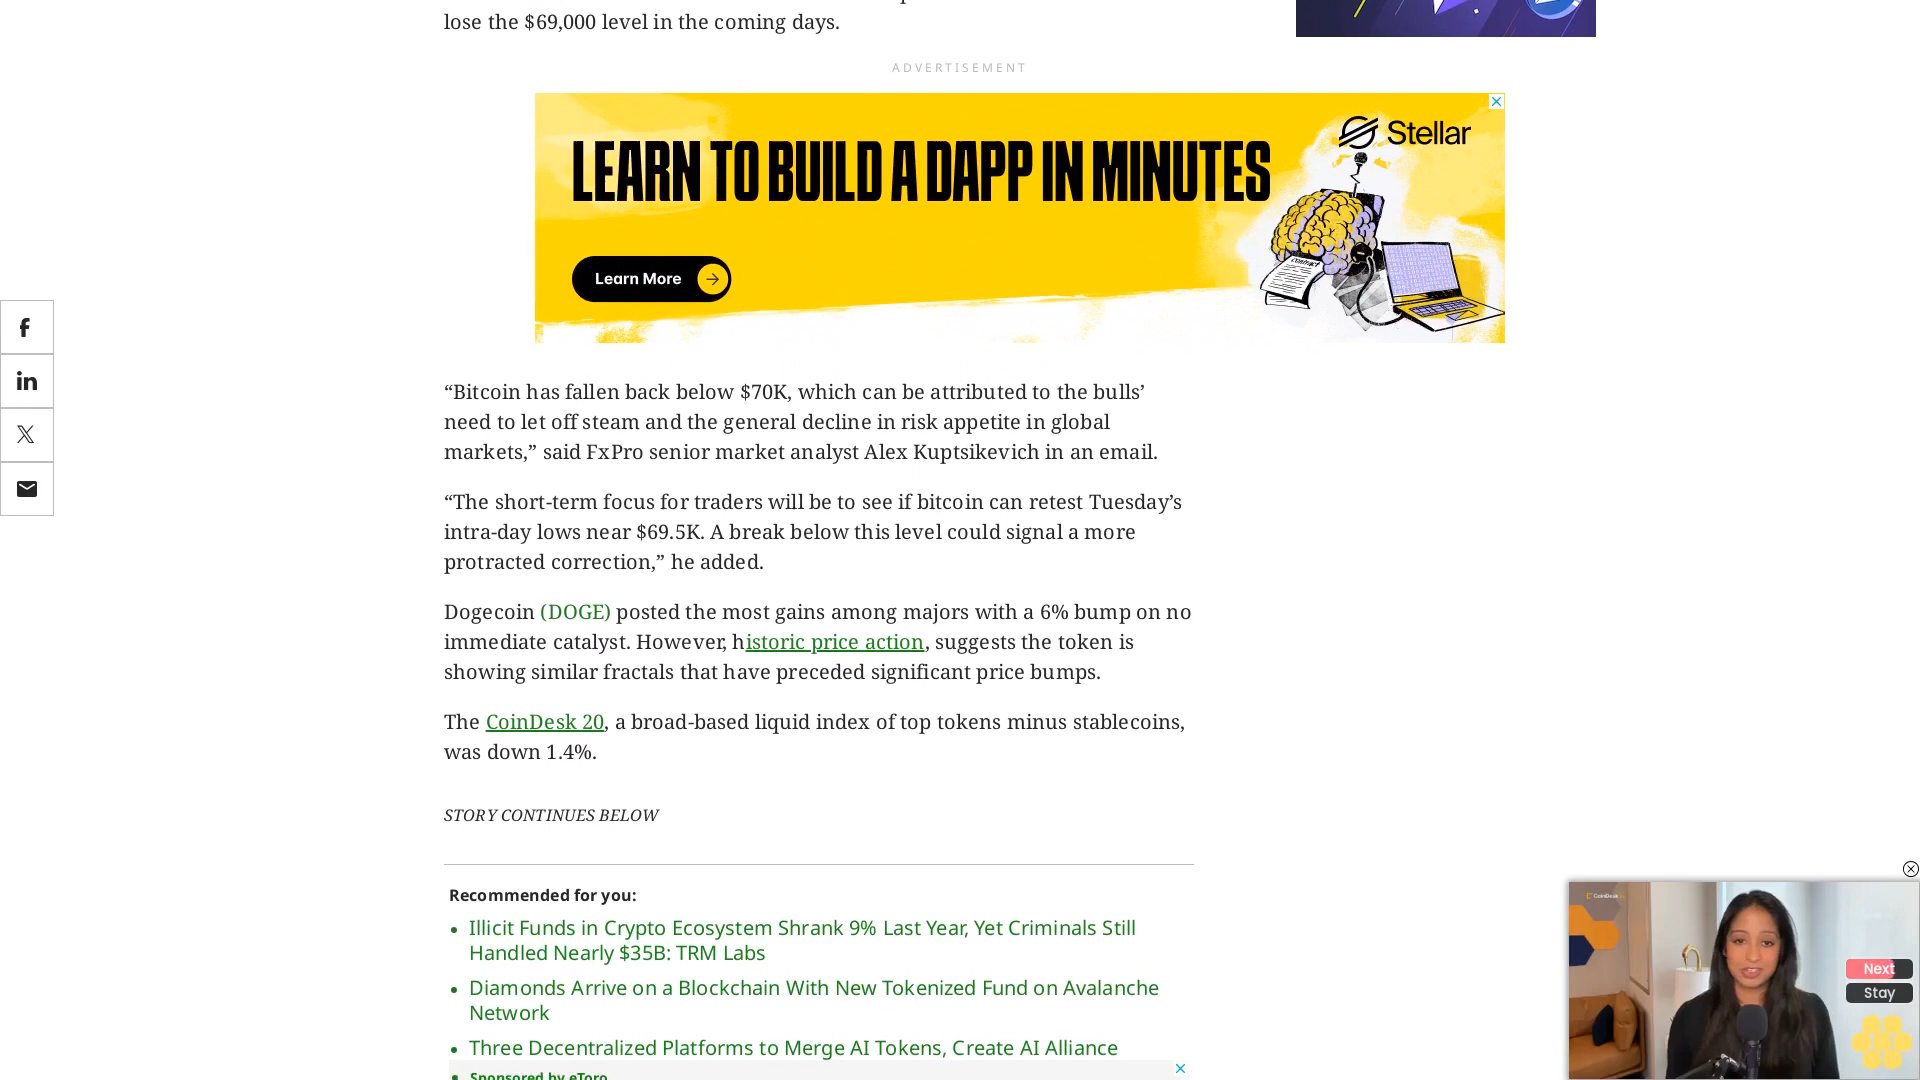 lose the $69,000 level in the coming days.
ADVERTISEMENT
Stellar
LEARN TO BUILD A DAPP IN MINUTES
contract
Learn More
“Bitcoin has fallen back below $70K, which can be attributed to the bulls’
need to let off steam and the general decline in risk appetite in global
markets,” said FxPro senior market analyst Alex Kuptsikevich in an email.
“The short-term focus for traders will be to see if bitcoin can retest Tuesday’s
intra-day lows near $69.5K. A break below this level could signal a more
protracted correction,” he added.
Dogecoin (DOGE) posted the most gains among majors with a 6% bump on no
immediate catalyst. However, historic price action, suggests the token is
showing similar fractals that have preceded significant price bumps.
The CoinDesk 20, a broad-based liquid index of top tokens minus stablecoins,
was down 1.4%.
STORY CONTINUES BELOW
Recommended for you:
• Illicit Funds in Crypto Ecosystem Shrank 9% Last Year, Yet Criminals Still
Handled Nearly $35B: TRM Labs
• Diamonds Arrive on a Blockchain With New Tokenized Fund on Avalanche
Network
• Three Decentralized Platforms to Merge AI Tokens, Create AI Alliance
• Sponsored by eToro
CoinDesk
Next
Stay